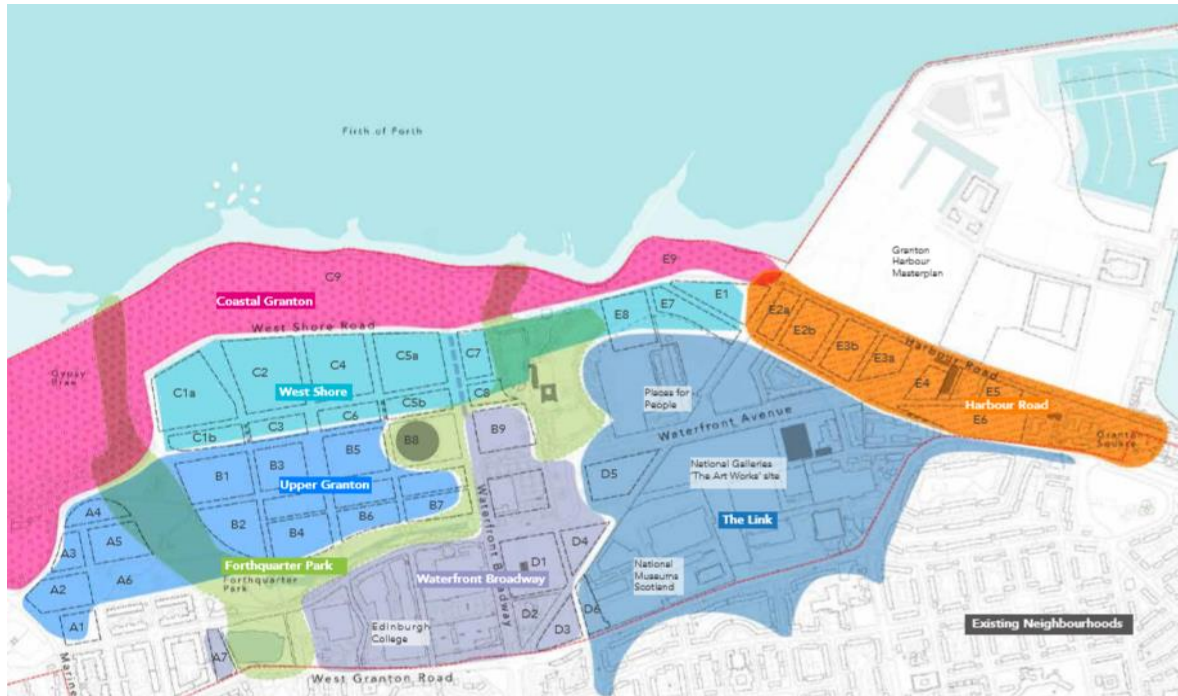 Firth of Forth
Granton
Harbour
Masterplan
C9
E9
Coastal Granton
West Shore Road
E1
E7
E8
E2a
E2b
E3b
E3a
Harbour Road
E4
E5
E6
Harbour Road
Granton
Square
C1a
C2
C4
C5a
C7
West Shore
C6
C5b
C8
C3
C1b
Places for
People
Waterfront Avenue
B8
B9
B1
B3
B5
Upper Granton
B2
B4
B6
B7
D5
National Galleries
'The Art Works' site
The Link
A4
A3
A5
A6
A2
A1
Forthquarter Park
Forthquarter
Park
Waterfront Broadway
Waterfront Broadway
D1
D4
D2
D3
D6
National
Museums
Scotland
Edinburgh
College
Existing Neighbourhoods
A7
Marine
West Granton Road